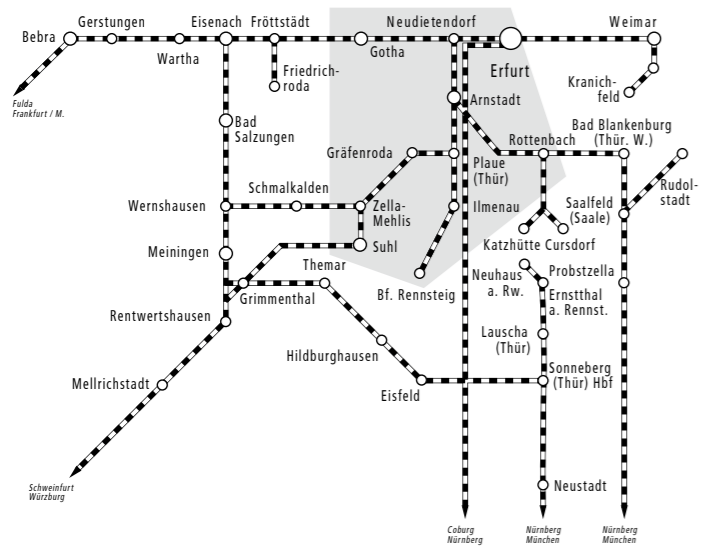 Gerstungen
Eisenach
Fröttstädt
Neudietendorf
Weimar
Bebra
Wartha
Gotha
Erfurt
Friedrich-
roda
Kranich-
feld
Fulda
Frankfurt / M.
Arnstadt
Bad
Salzungen
Gräfenroda
Rottenbach
Bad Blankenburg
(Thür. W.)
Plaue
(Thür)
Schmalkalden
Rudol-
stadt
Wernshausen
Zella-
Mehlis
Ilmenau
Saalfeld
(Saale)
Suhl
Katzhütte
Cursdorf
Meiningen
Themar
Neuhaus
a. Rw.
Probstzella
Grimmenthal
Bf. Rennsteig
Ernstthal
a. Rennst.
Rentwertshausen
Lauscha
(Thür)
Hildburghausen
Sonneberg
(Thür) Hbf
Mellrichstadt
Eisfeld
Schweinfurt
Würzburg
Neustadt
Coburg
Nürnberg
Nürnberg
München
Nürnberg
München